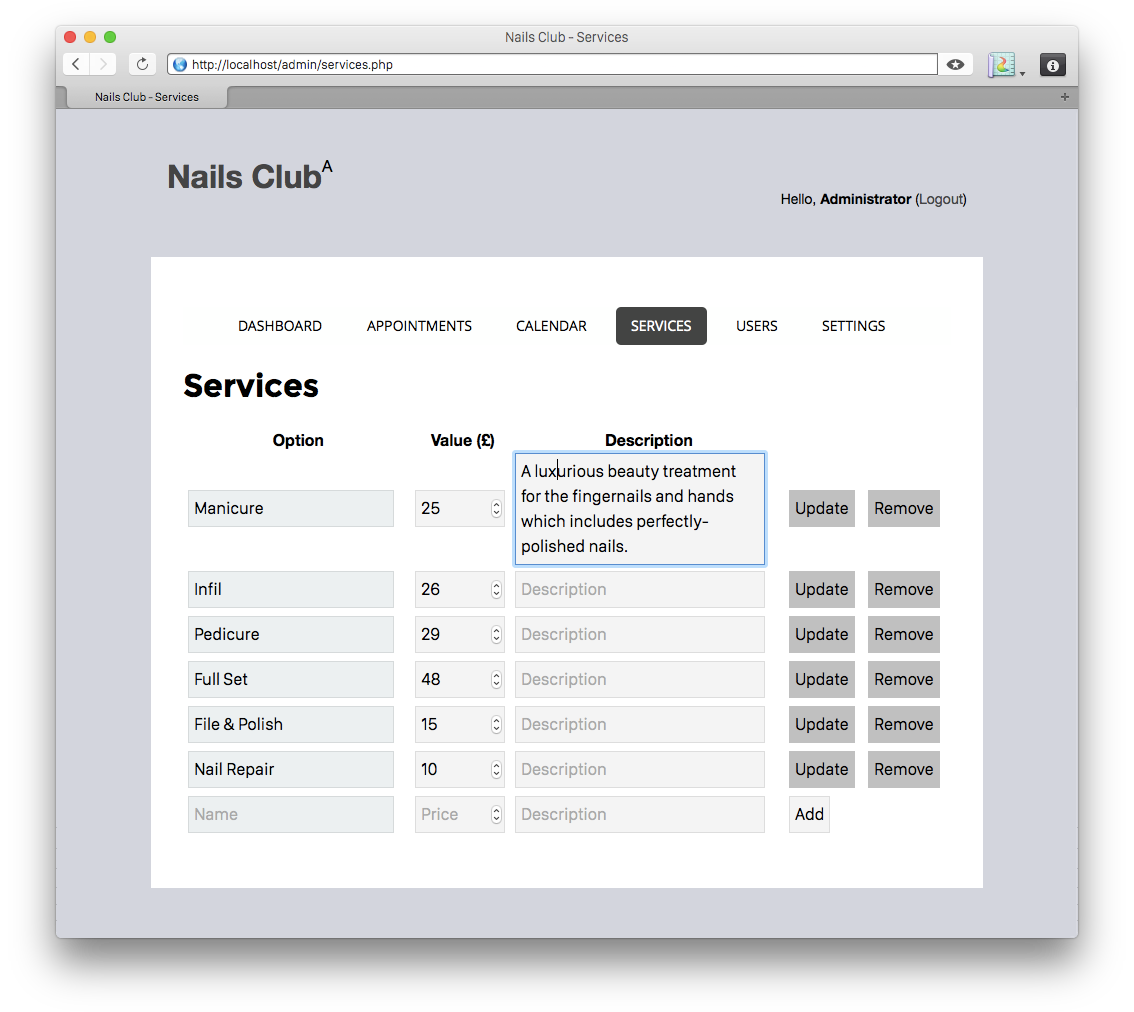 Nails Club - Services
http://localhost/admin/services.php
Nails Club - Services
Nails Club A
Hello, Administrator (Logout)
DASHBOARD APPOINTMENTS CALENDAR SERVICES USERS SETTINGS
Services
Option Value (£) Description
A luxurious beauty treatment
for the fingernails and hands
which includes perfectly-
polished nails.
Manicure 25 Update Remove
Infil 26 Description Update Remove
Pedicure 29 Description Update Remove
Full Set 48 Description Update Remove
File & Polish 15 Description Update Remove
Nail Repair 10 Description Update Remove
Name Price Description Add